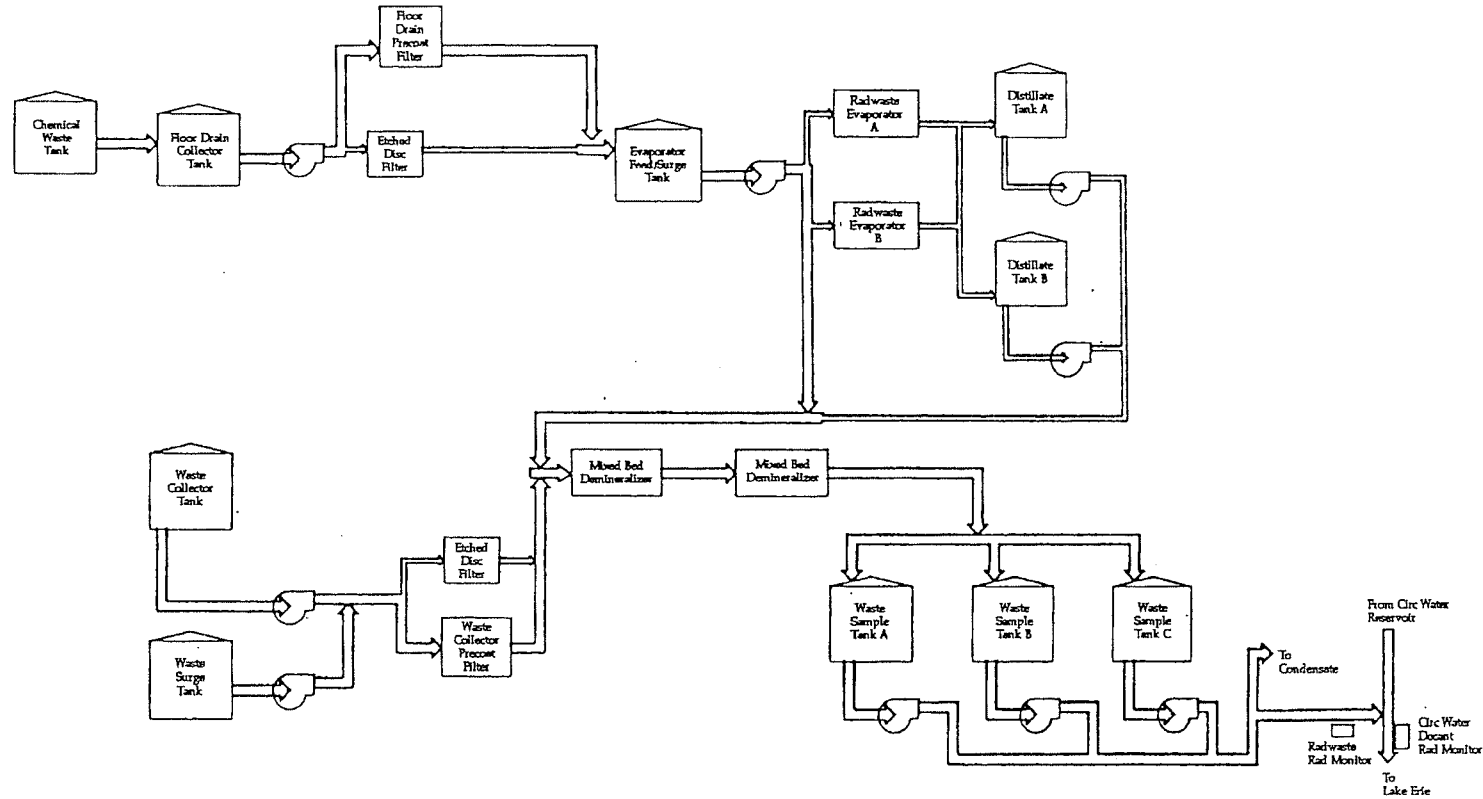 Floor
Drain
Precoat
Filter
Chemical
Waste
Tank
Floor Drain
Collector
Tank
Etched
Disc
Filter
Evaporator
Feed/Surge
Tank
Radwaste
Evaporator
A
Distillate
Tank A
Radwaste
Evaporator
B
Distillate
Tank B
Waste
Collector
Tank
Mixed Bed
Demineralizer
Mixed Bed
Demineralizer
Etched
Disc
Filter
Waste
Collector
Precoat
Filter
Waste
Surge
Tank
Waste
Sample
Tank A
Waste
Sample
Tank B
Waste
Sample
Tank C
From Circ Water
Reservoir
To
Condensate
Radwaste
Rad Monitor
Circ Water
Decant
Rad Monitor
To
Lake Erie